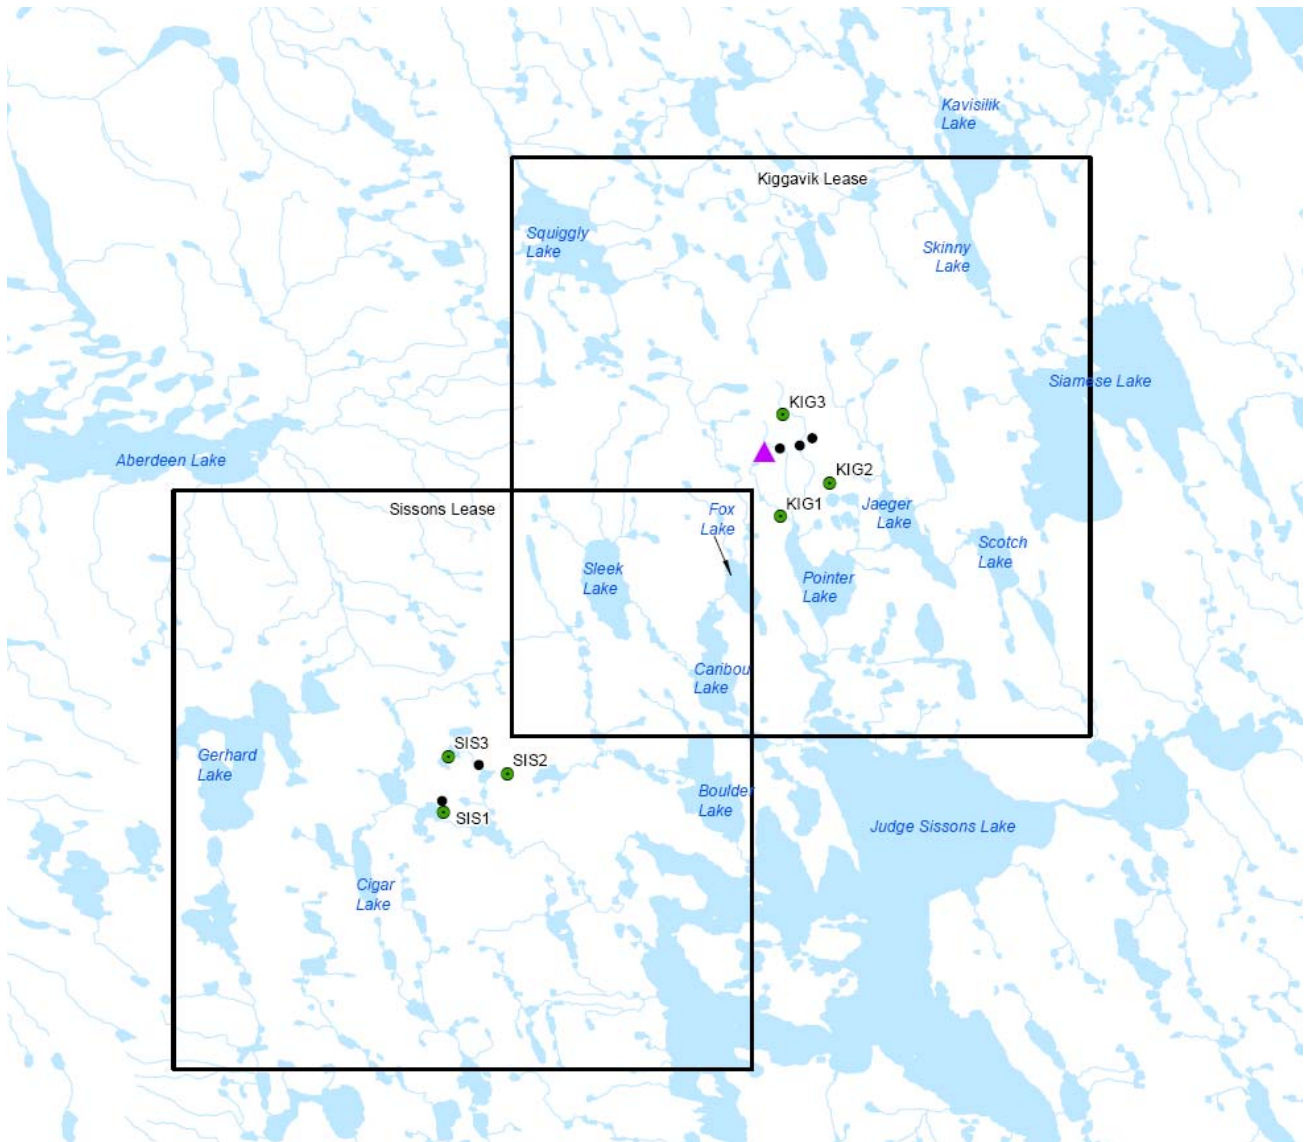 Kavisilik
Lake
Kiggavik Lease
Squiggly
Lake
Skinny
Lake
Siamese Lake
KIG3
Aberdeen Lake
KIG2
KIG1
Jaeger
Lake
Sissons Lease
Fox
Lake
Scotch
Lake
Sleek
Lake
Pointer
Lake
Caribou
Lake
SIS3
SIS2
Gerhard
Lake
Boulder
Lake
SIS1
Judge Sissons Lake
Cigar
Lake